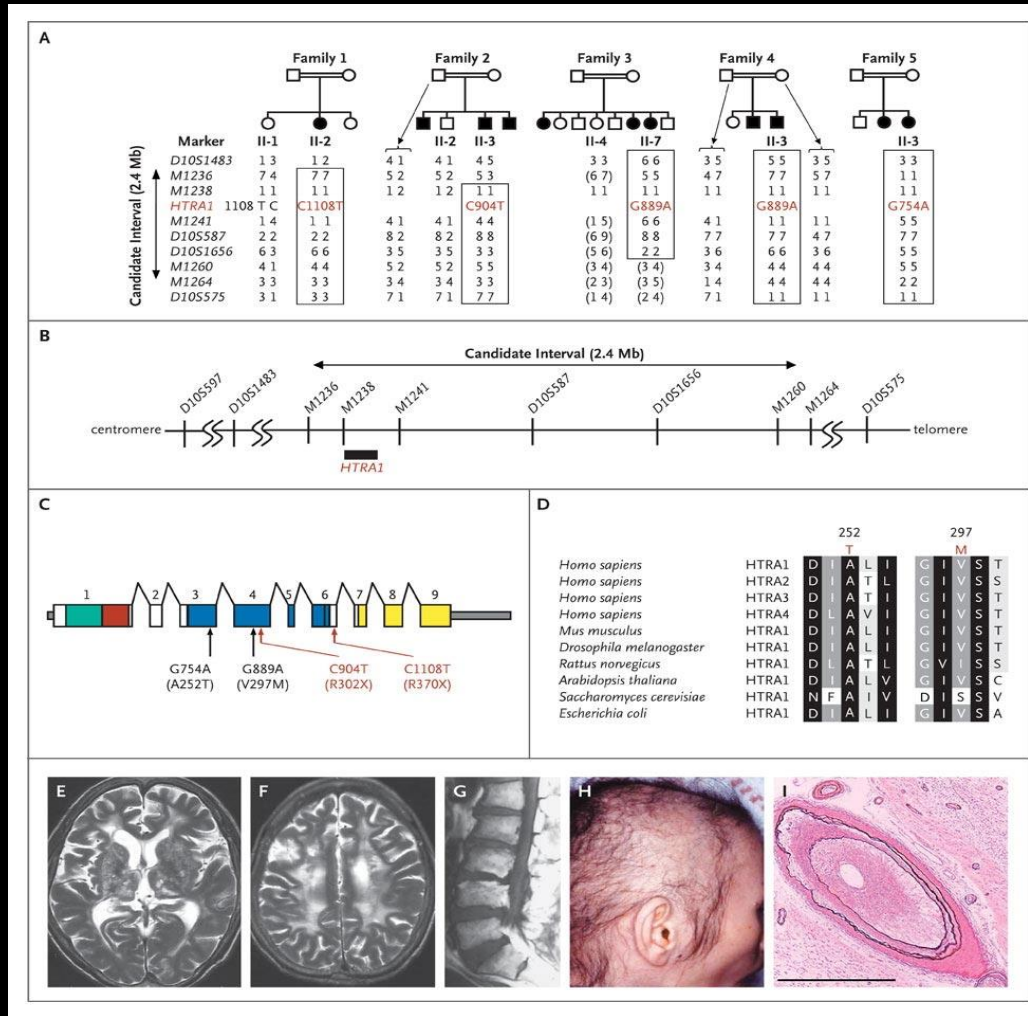 A
Family 1 Family 2 Family 3 Family 4 Family 5
Marker II-1 II-2 II-2 II-3 II-4 II-7 II-3 II-3
D10S1483 1 3 1 2 4 1 4 1 4 5 3 3 6 6 3 5 5 5 3 5 3 3
M1236 7 4 7 7 5 2 5 2 5 3 (6 7) 5 5 4 7 7 7 5 7 1 1
M1238 1 1 1 1 1 2 1 2 1 1 1 1 1 1 1 1 1 1 1 1 1 1
HTRA1 1108 T C C1108T C904T G889A G889A G754A
M1241 1 4 1 1 4 1 4 1 4 4 (1 5) 6 6 4 1 1 1 1 1 5 5
D10S587 2 2 2 2 8 2 8 2 8 8 (6 9) 8 8 7 7 7 7 4 7 7 7
D10S1656 6 3 6 6 3 5 3 5 3 3 (5 6) 2 2 3 6 6 6 3 6 5 5
M1260 4 1 4 4 5 2 5 2 5 5 (3 4) (3 4) 3 4 4 4 4 4 5 5
M1264 3 3 3 3 3 4 3 4 3 3 (2 3) (3 5) 1 4 4 4 4 4 2 2
D10S575 3 1 3 3 7 1 7 1 7 7 (1 4) (2 4) 7 1 1 1 1 1 1 1
Candidate Interval (2.4 Mb)
B
Candidate Interval (2.4 Mb)
D10S597 D10S1483 M1236 M1238 M1241 D10S587 D10S1656 M1260 M1264 D10S575
centromere telomere
HTRA1
C
1 2 3 4 5 6 7 8 9
G754A G889A C904T C1108T
(A252T) (V297M) (R302X) (R370X)
D
252 297
T M
Homo sapiens HTRA1 D I A L I G I V S T
Homo sapiens HTRA2 D I A T L G I V S S
Homo sapiens HTRA3 D I A T I G I V S T
Homo sapiens HTRA4 D L A V I G I V S T
Mus musculus HTRA1 D I A L I G I V S T
Drosophila melanogaster HTRA1 D I A L I G I V S T
Rattus norvegicus HTRA1 D L A T L G V I S S
Arabidopsis thaliana HTRA1 D I A L V G I V S C
Saccharomyces cerevisiae HTRA1 N F A I V D I S S V
Escherichia coli HTRA1 D I A L I G I V S A
E F G H I